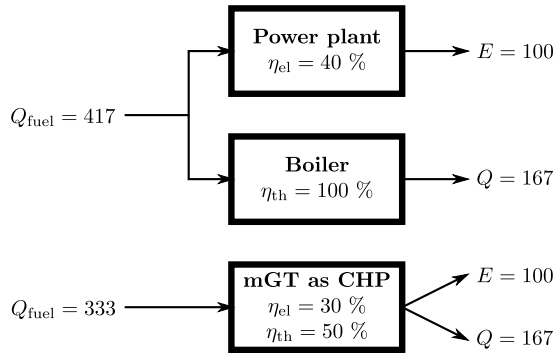 Power plant
η_el = 40 %
E = 100
Q_fuel = 417
Boiler
η_th = 100 %
Q = 167
mGT as CHP
η_el = 30 %
η_th = 50 %
E = 100
Q_fuel = 333
Q = 167